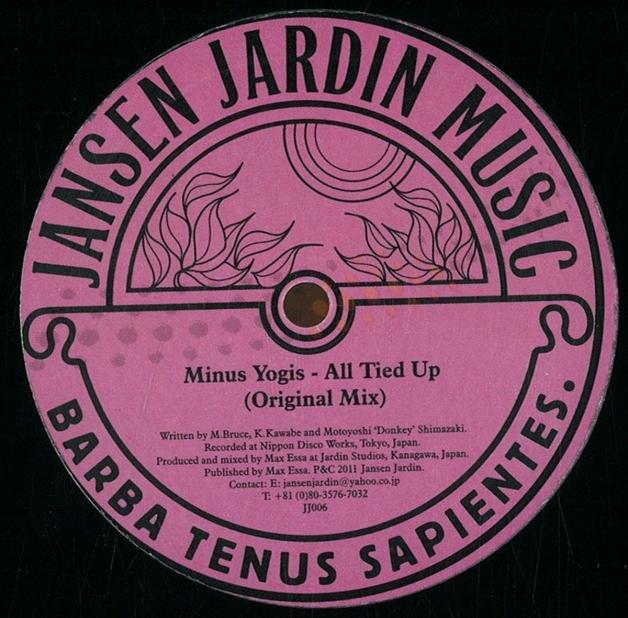 JANSEN JARDIN MUSIC
Minus Yogis - All Tied Up
(Original Mix)
Written by M.Bruce, K.Kawabe and Motoyoshi 'Donkey' Shimazaki.
Recorded at Nippon Disco Works, Tokyo, Japan.
Produced and mixed by Max Essa at Jardin Studios, Kanagawa, Japan.
Published by Max Essa. P&C 2011 Jansen Jardin.
Contact: E: jansenjardin@yahoo.co.jp
T: +81 (0)80-3576-7032
JJ006
BARBA TENUS SAPIENTES.